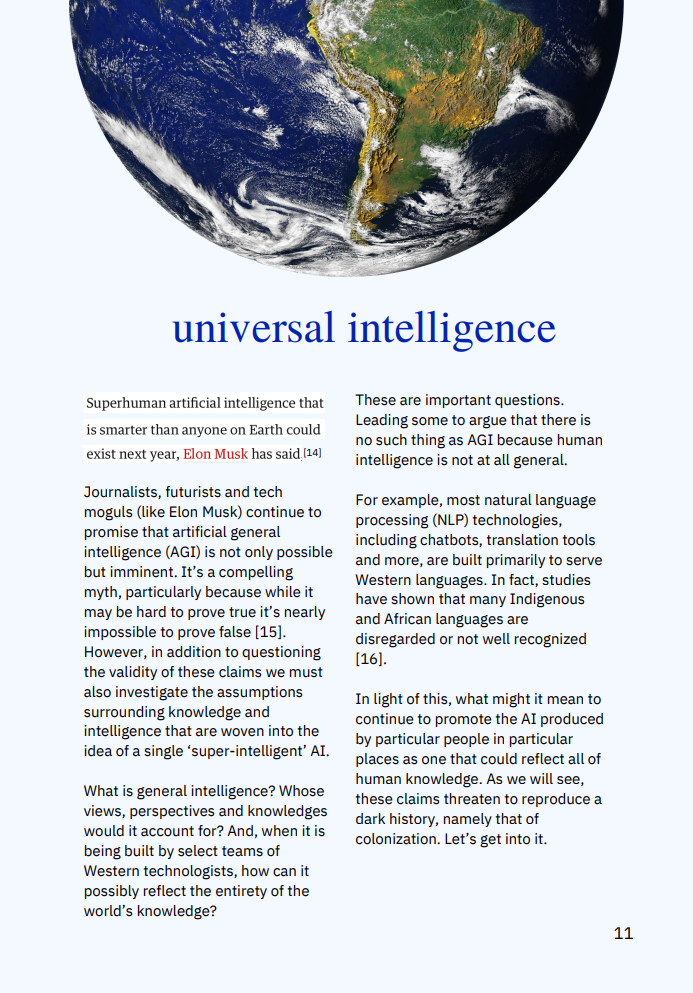 universal intelligence
Superhuman artificial intelligence that
is smarter than anyone on Earth could
exist next year, Elon Musk has said.[14]
Journalists, futurists and tech
moguls (like Elon Musk) continue to
promise that artificial general
intelligence (AGI) is not only possible
but imminent. It’s a compelling
myth, particularly because while it
may be hard to prove true it’s nearly
impossible to prove false [15].
However, in addition to questioning
the validity of these claims we must
also investigate the assumptions
surrounding knowledge and
intelligence that are woven into the
idea of a single ‘super-intelligent’ AI.
What is general intelligence? Whose
views, perspectives and knowledges
would it account for? And, when it is
being built by select teams of
Western technologists, how can it
possibly reflect the entirety of the
world’s knowledge?
These are important questions.
Leading some to argue that there is
no such thing as AGI because human
intelligence is not at all general.
For example, most natural language
processing (NLP) technologies,
including chatbots, translation tools
and more, are built primarily to serve
Western languages. In fact, studies
have shown that many Indigenous
and African languages are
disregarded or not well recognized
[16].
In light of this, what might it mean to
continue to promote the AI produced
by particular people in particular
places as one that could reflect all of
human knowledge. As we will see,
these claims threaten to reproduce a
dark history, namely that of
colonization. Let’s get into it.
11